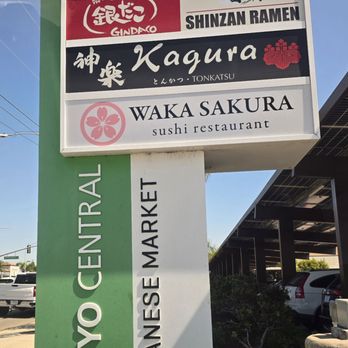 銀だこ
GINDACO
SHINZAN RAMEN
神楽
Kagura
とんかつ・TONKATSU
WAKA SAKURA
sushi restaurant
YO CENTRAL
ANESE MARKET